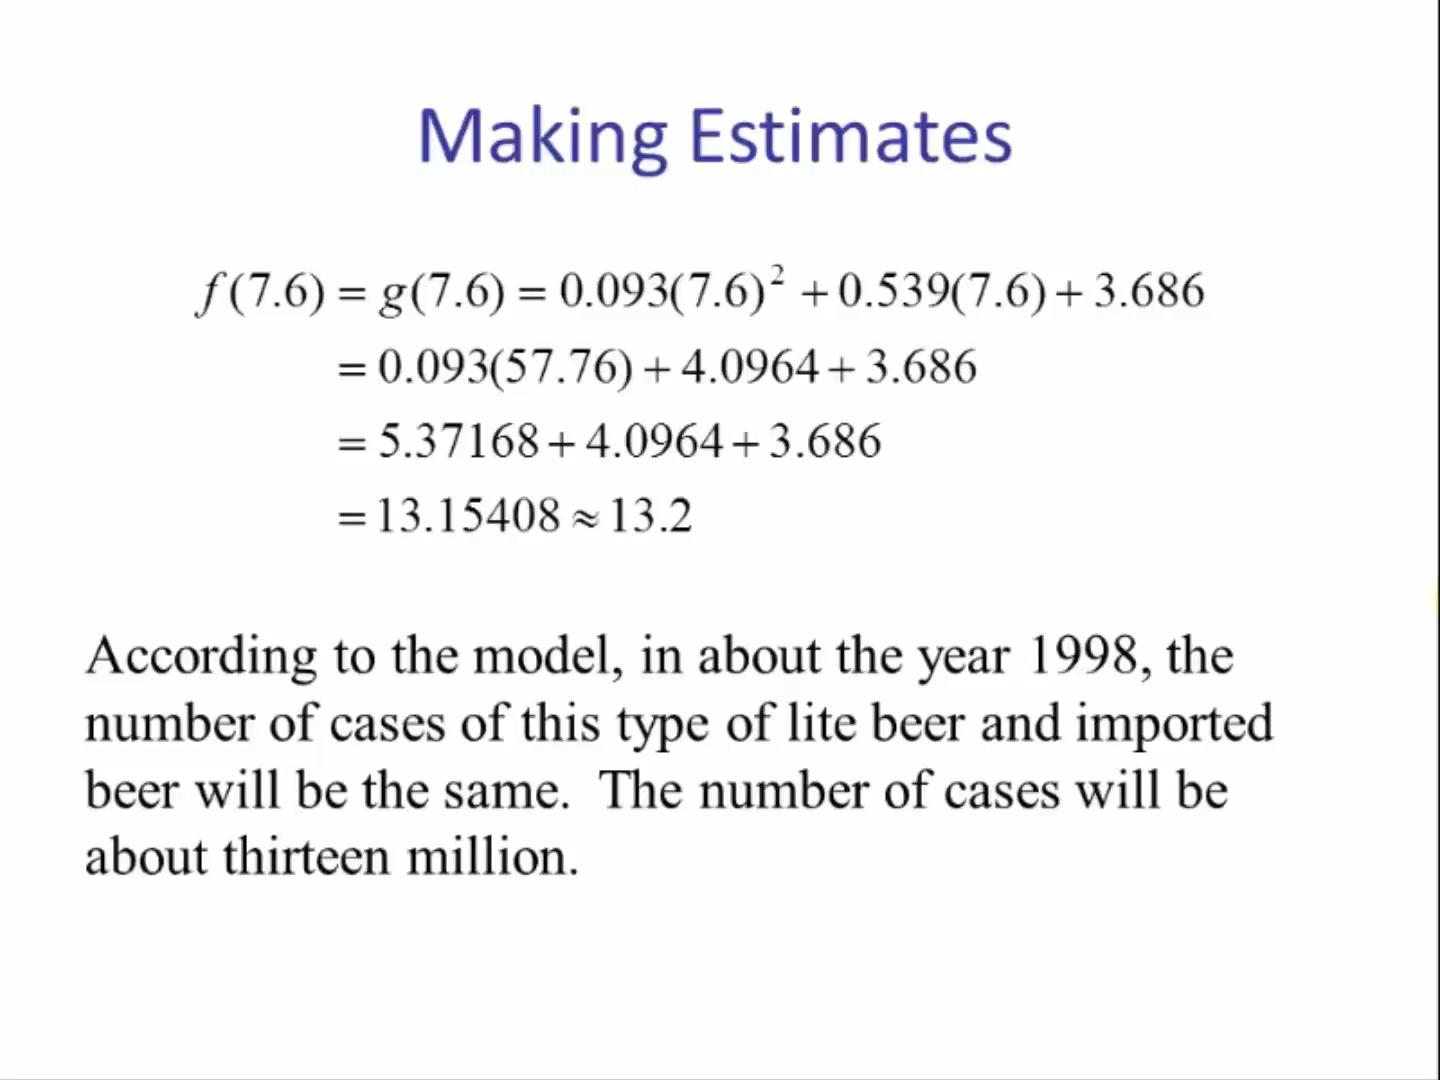 Making Estimates
f(7.6) = g(7.6) = 0.093(7.6)² + 0.539(7.6) + 3.686
= 0.093(57.76) + 4.0964 + 3.686
= 5.37168 + 4.0964 + 3.686
= 13.15408 ≈ 13.2
According to the model, in about the year 1998, the
number of cases of this type of lite beer and imported
beer will be the same.  The number of cases will be
about thirteen million.